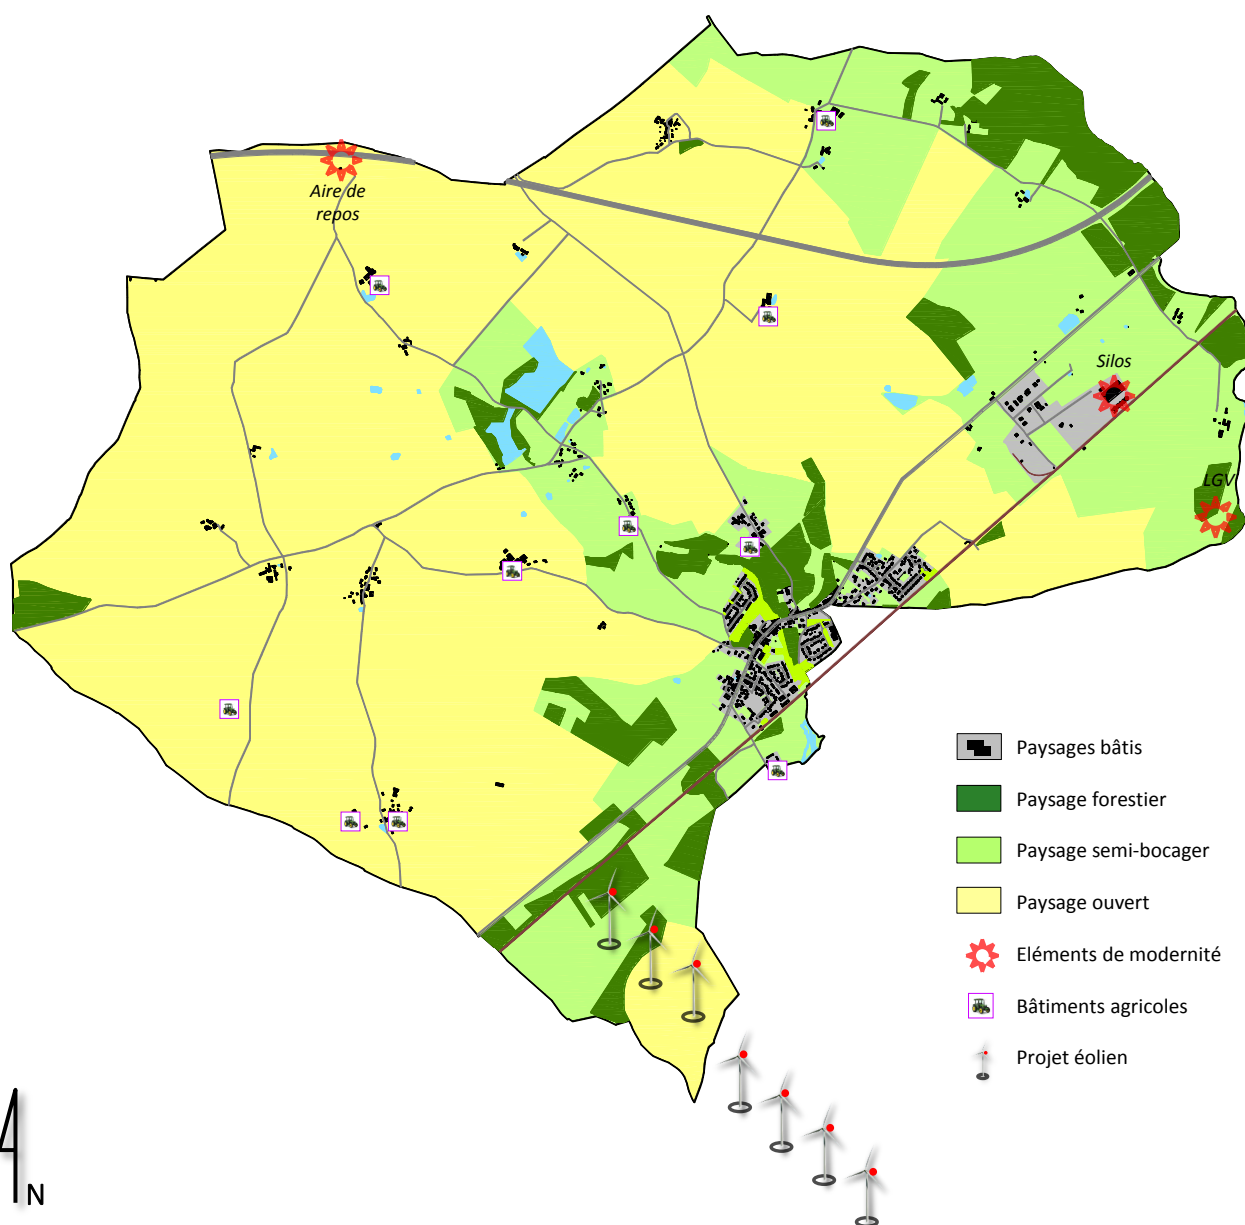 Aire de
repos
Silos
LGV
Paysages bâtis
Paysage forestier
Paysage semi-bocager
Paysage ouvert
Eléments de modernité
Bâtiments agricoles
Projet éolien
N